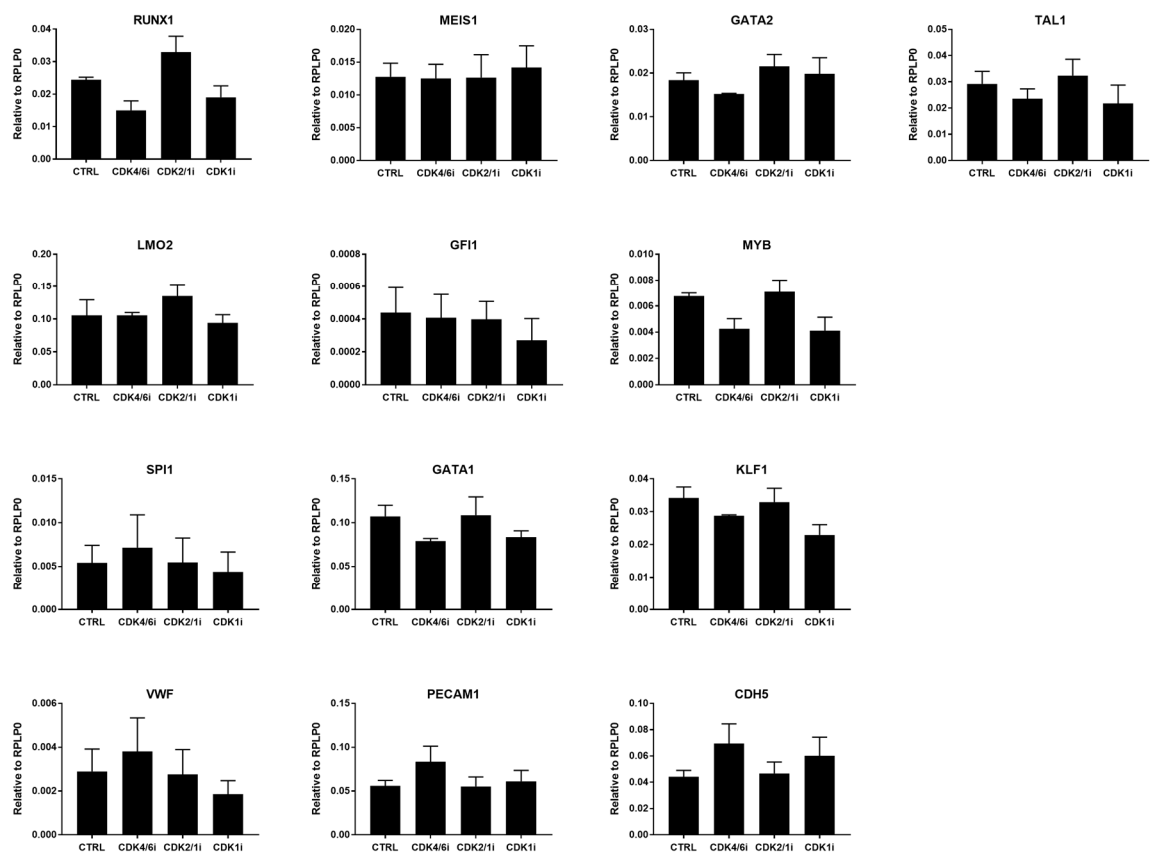 RUNX1
Relative to RPLP0
0.04
0.03
0.02
0.01
0.00
CTRL CDK4/6i CDK2/1i CDK1i
MEIS1
Relative to RPLP0
0.020
0.015
0.010
0.005
0.000
CTRL CDK4/6i CDK2/1i CDK1i
GATA2
Relative to RPLP0
0.03
0.02
0.01
0.00
CTRL CDK4/6i CDK2/1i CDK1i
TAL1
Relative to RPLP0
0.05
0.04
0.03
0.02
0.01
0.00
CTRL CDK4/6i CDK2/1i CDK1i
LMO2
Relative to RPLP0
0.20
0.15
0.10
0.05
0.00
CTRL CDK4/6i CDK2/1i CDK1i
GFI1
Relative to RPLP0
0.0008
0.0006
0.0004
0.0002
0.0000
CTRL CDK4/6i CDK2/1i CDK1i
MYB
Relative to RPLP0
0.010
0.008
0.006
0.004
0.002
0.000
CTRL CDK4/6i CDK2/1i CDK1i
SPI1
Relative to RPLP0
0.015
0.010
0.005
0.000
CTRL CDK4/6i CDK2/1i CDK1i
GATA1
Relative to RPLP0
0.15
0.10
0.05
0.00
CTRL CDK4/6i CDK2/1i CDK1i
KLF1
Relative to RPLP0
0.04
0.03
0.02
0.01
0.00
CTRL CDK4/6i CDK2/1i CDK1i
VWF
Relative to RPLP0
0.006
0.004
0.002
0.000
CTRL CDK4/6i CDK2/1i CDK1i
PECAM1
Relative to RPLP0
0.15
0.10
0.05
0.00
CTRL CDK4/6i CDK2/1i CDK1i
CDH5
Relative to RPLP0
0.10
0.08
0.06
0.04
0.02
0.00
CTRL CDK4/6i CDK2/1i CDK1i